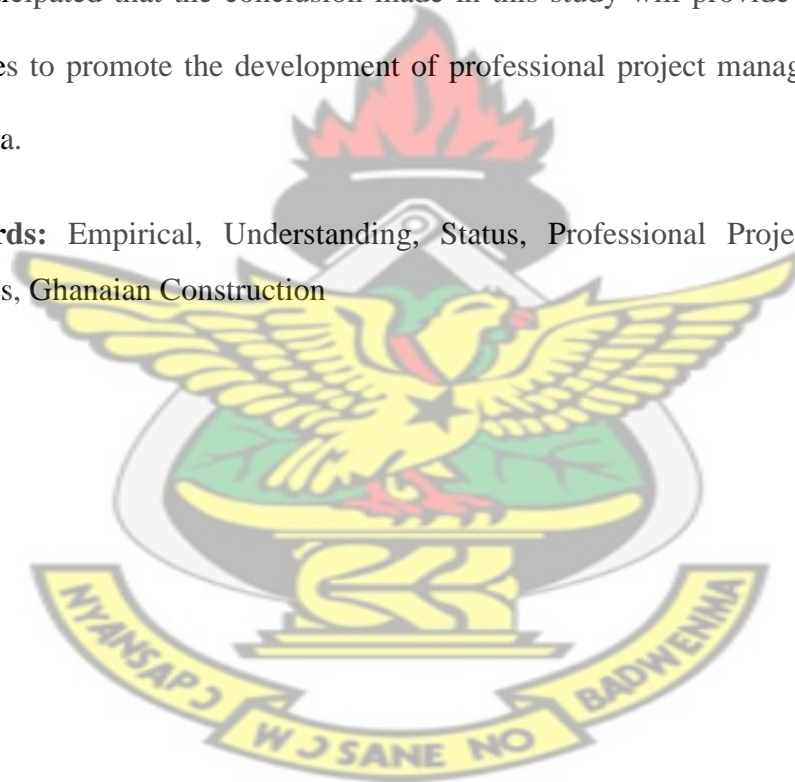 cipated that the conclusion made in this study will provide
es to promote the development of professional project manag
a.
rds: Empirical, Understanding, Status, Professional Proje
s, Ghanaian Construction
NYANSAPƆ
WƆSANE NO
BADWENMA